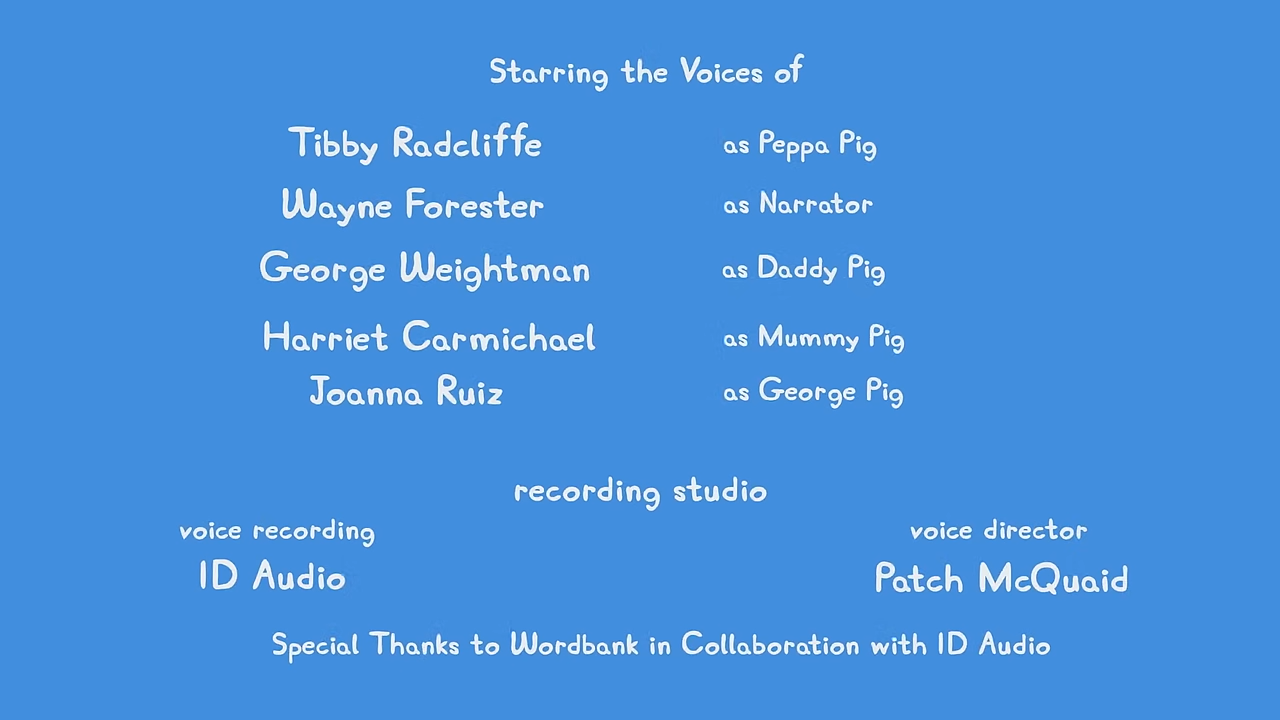 Starring the Voices of
Tibby Radcliffe as Peppa Pig
Wayne Forester as Narrator
George Weightman as Daddy Pig
Harriet Carmichael as Mummy Pig
Joanna Ruiz as George Pig
recording studio
voice recording voice director
ID Audio Patch McQuaid
Special Thanks to Wordbank in Collaboration with ID Audio